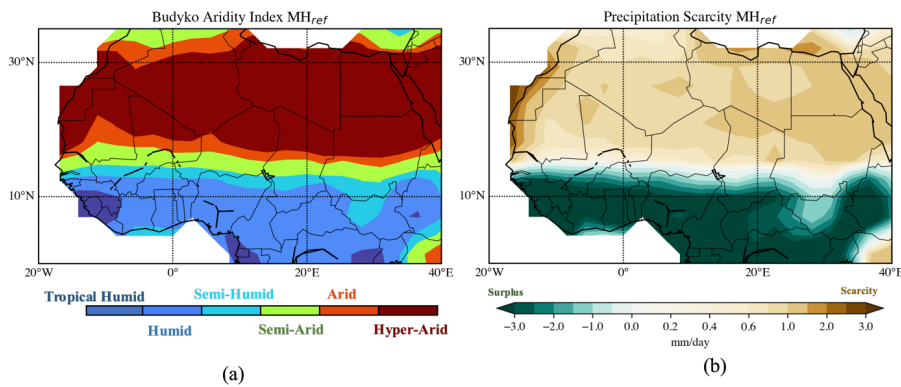 Budyko Aridity Index MH_ref
30°N
10°N
20°W 0° 20°E 40°E
Tropical Humid Semi-Humid Arid
Humid Semi-Arid Hyper-Arid
(a)
Precipitation Scarcity MH_ref
30°N
10°N
20°W 0° 20°E 40°E
Surplus Scarcity
-3.0 -2.0 -1.0 0.0 0.2 0.4 0.6 1.0 2.0 3.0
mm/day
(b)